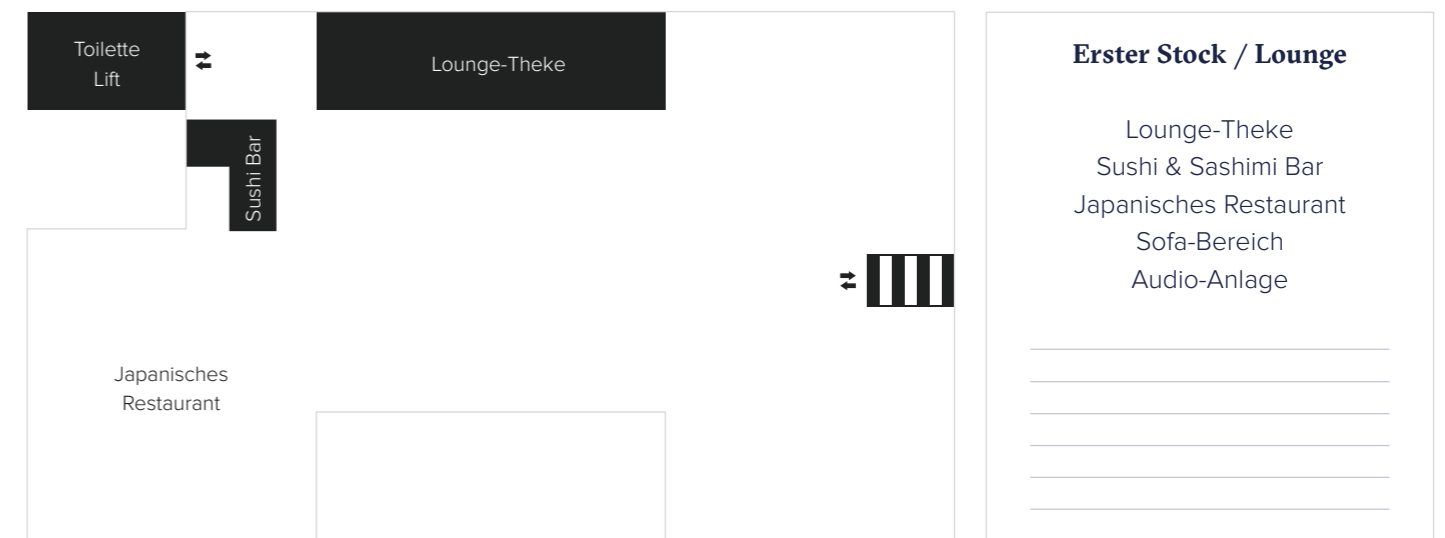 Toilette
Lift
Lounge-Theke
Sushi Bar
Japanisches
Restaurant
Erster Stock / Lounge
Lounge-Theke
Sushi & Sashimi Bar
Japanisches Restaurant
Sofa-Bereich
Audio-Anlage